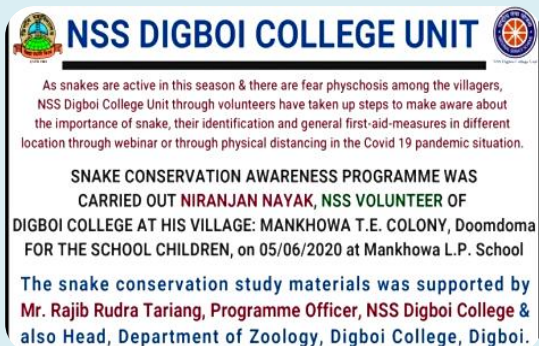 NSS DIGBOI COLLEGE UNIT
As snakes are active in this season & there are fear physchosis among the villagers,
NSS Digboi College Unit through volunteers have taken up steps to make aware about
the importance of snake, their identification and general first-aid-measures in different
location through webinar or through physical distancing in the Covid 19 pandemic situation.
SNAKE CONSERVATION AWARENESS PROGRAMME WAS
CARRIED OUT NIRANJAN NAYAK, NSS VOLUNTEER OF
DIGBOI COLLEGE AT HIS VILLAGE: MANKHOWA T.E. COLONY, Doomdoma
FOR THE SCHOOL CHILDREN, on 05/06/2020 at Mankhowa L.P. School
The snake conservation study materials was supported by
Mr. Rajib Rudra Tariang, Programme Officer, NSS Digboi College &
also Head, Department of Zoology, Digboi College, Digboi.